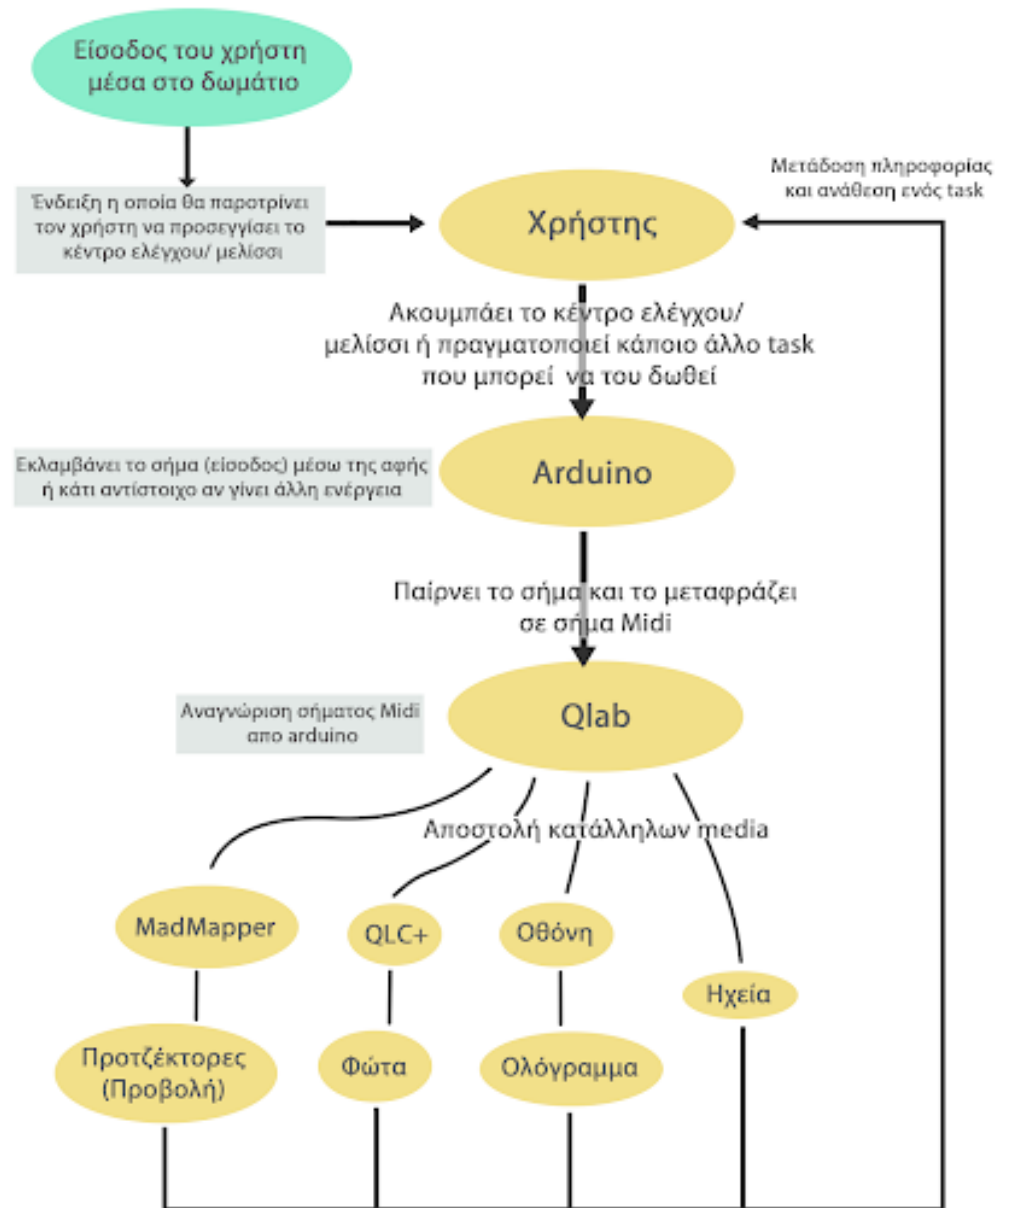 Είσοδος του χρήστη
μέσα στο δωμάτιο
Μετάδοση πληροφορίας
και ανάθεση ενός task
Ένδειξη η οποία θα παροτρίνει
τον χρήστη να προσεγγίσει το
κέντρο ελέγχου/ μελίσσι
Χρήστης
Ακουμπάει το κέντρο ελέγχου/
μελίσσι ή πραγματοποιεί κάποιο άλλο task
που μπορεί να του δωθεί
Εκλαμβάνει το σήμα (είσοδος) μέσω της αφής
ή κάτι αντίστοιχο αν γίνει άλλη ενέργεια
Arduino
Παίρνει το σήμα και το μεταφράζει
σε σήμα Midi
Αναγνώριση σήματος Midi
απο arduino
Qlab
Αποστολή κατάλληλων media
MadMapper
QLC+
Οθόνη
Ηχεία
Προτζέκτορες
(Προβολή)
Φώτα
Ολόγραμμα